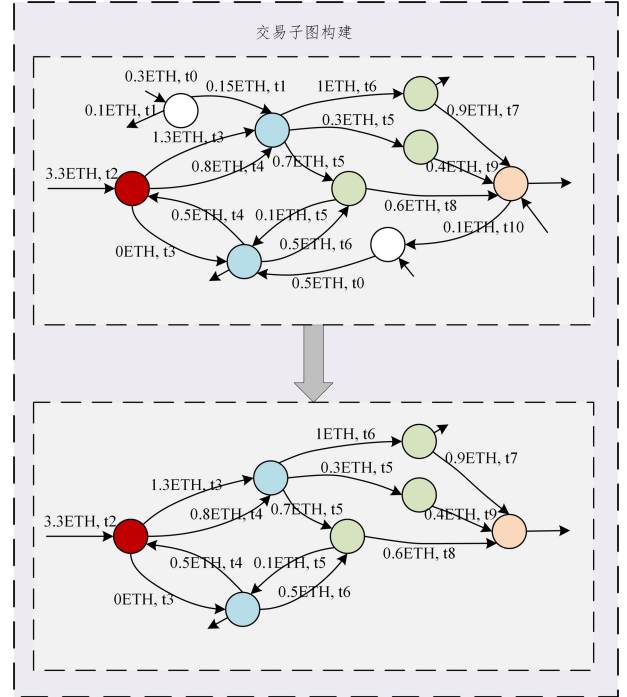 交易子图构建
0.3ETH, t0
0.15ETH, t1
1ETH, t6
0.1ETH, t1
0.9ETH, t7
0.3ETH, t5
1.3ETH, t3
0.7ETH, t5
0.8ETH, t4
0.4ETH, t9
3.3ETH, t2
0.6ETH, t8
0.5ETH, t4
0.1ETH, t5
0.1ETH, t10
0ETH, t3
0.5ETH, t6
0.5ETH, t0
1ETH, t6
0.9ETH, t7
0.3ETH, t5
1.3ETH, t3
0.7ETH, t5
0.8ETH, t4
0.4ETH, t9
3.3ETH, t2
0.6ETH, t8
0.5ETH, t4
0.1ETH, t5
0ETH, t3
0.5ETH, t6